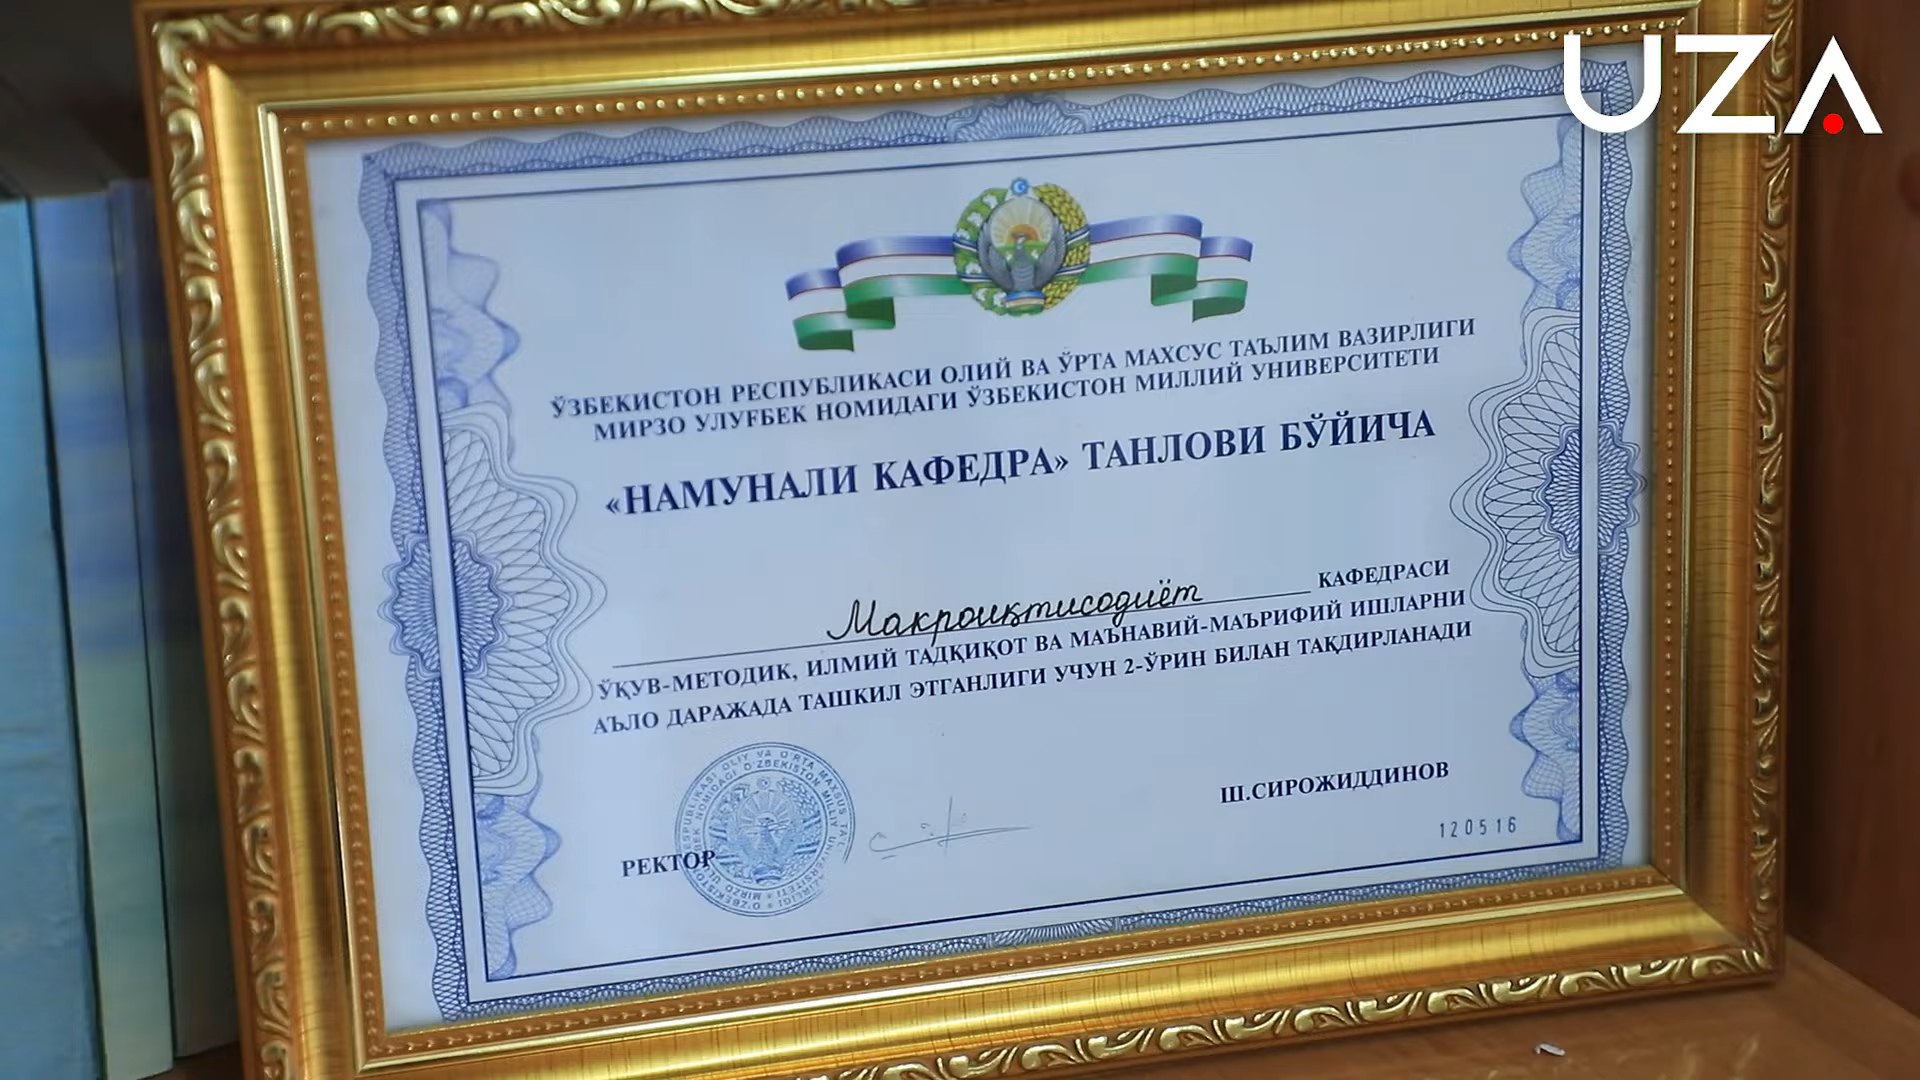 UZA
ЎЗБЕКИСТОН РЕСПУБЛИКАСИ ОЛИЙ ВА ЎРТА МАХСУС ТАЪЛИМ ВАЗИРЛИГИ
МИРЗО УЛУҒБЕК НОМИДАГИ ЎЗБЕКИСТОН МИЛЛИЙ УНИВЕРСИТЕТИ
«НАМУНАЛИ КАФЕДРА» ТАНЛОВИ БЎЙИЧА
Макроиқтисодиёт КАФЕДРАСИ
ЎҚУВ-МЕТОДИК, ИЛМИЙ ТАДҚИҚОТ ВА МАЪНАВИЙ-МАЪРИФИЙ ИШЛАРНИ
АЪЛО ДАРАЖАДА ТАШКИЛ ЭТГАНЛИГИ УЧУН 2-ЎРИН БИЛАН ТАҚДИРЛАНАДИ
РЕКТОР
Ш.СИРОЖИДДИНОВ
120516